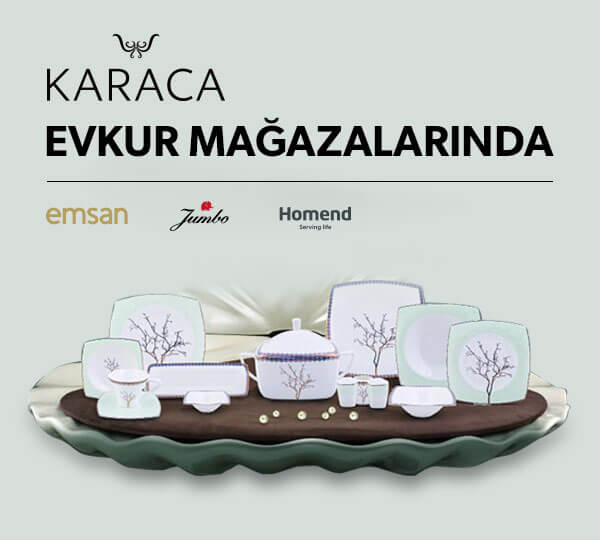 KARACA
EVKUR MAĞAZALARINDA
emsan
Jumbo
Homend
Serving life